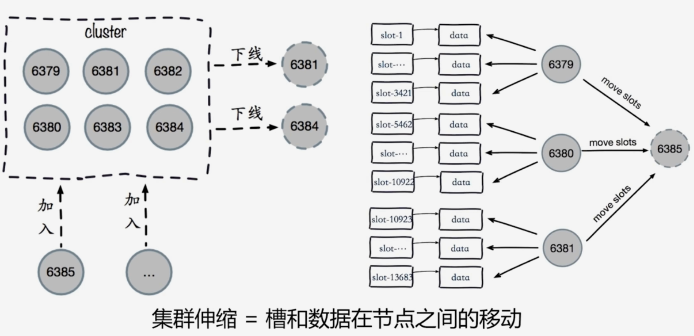 cluster
6379 6381 6382
下线
6381
6380 6383 6384
下线
6384
加入
加入
6385
...
slot-1 data
slot-... data
slot-3421 data
6379
slot-5462 data
slot-... data
slot-10922 data
6380
slot-10923 data
slot-... data
slot-13683 data
6381
move slots
move slots
move slots
6385
集群伸缩 = 槽和数据在节点之间的移动